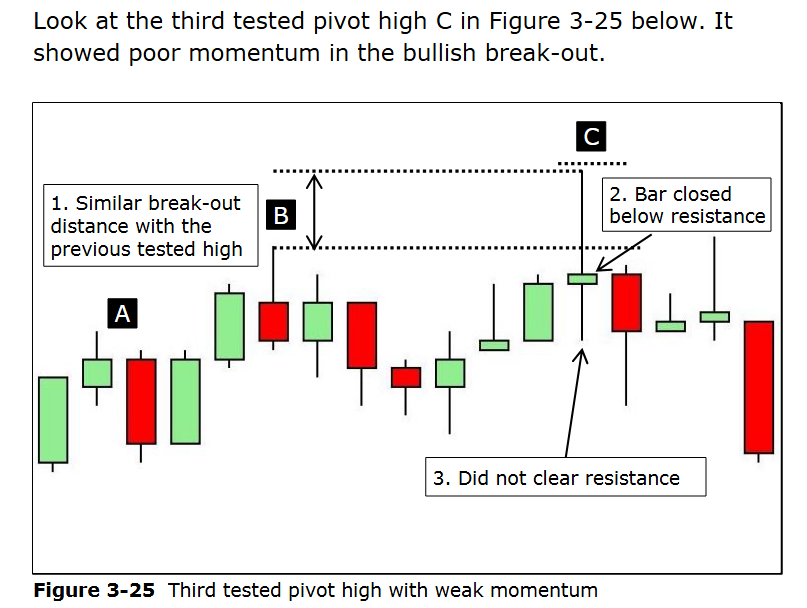 Look at the third tested pivot high C in Figure 3-25 below. It
showed poor momentum in the bullish break-out.
C
1. Similar break-out
distance with the
previous tested high
B
2. Bar closed
below resistance
A
3. Did not clear resistance
Figure 3-25 Third tested pivot high with weak momentum